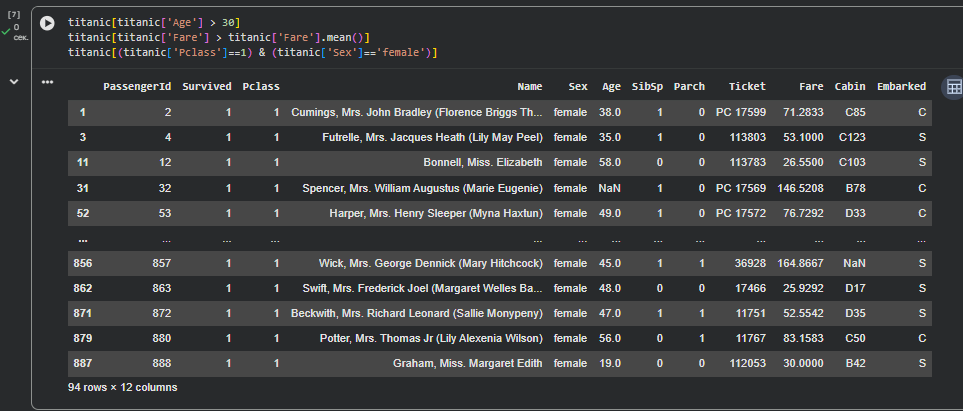 [7]
0
сек.
titanic[titanic['Age'] > 30]
titanic[titanic['Fare'] > titanic['Fare'].mean()]
titanic[(titanic['Pclass']==1) & (titanic['Sex']=='female')]
PassengerId Survived Pclass Name Sex Age SibSp Parch Ticket Fare Cabin Embarked
1 2 1 1 Cumings, Mrs. John Bradley (Florence Briggs Th... female 38.0 1 0 PC 17599 71.2833 C85 C
3 4 1 1 Futrelle, Mrs. Jacques Heath (Lily May Peel) female 35.0 1 0 113803 53.1000 C123 S
11 12 1 1 Bonnell, Miss. Elizabeth female 58.0 0 0 113783 26.5500 C103 S
31 32 1 1 Spencer, Mrs. William Augustus (Marie Eugenie) female NaN 1 0 PC 17569 146.5208 B78 C
52 53 1 1 Harper, Mrs. Henry Sleeper (Myna Haxtun) female 49.0 1 0 PC 17572 76.7292 D33 C
... ... ... ... ... ... ... ... ... ... ... ... ...
856 857 1 1 Wick, Mrs. George Dennick (Mary Hitchcock) female 45.0 1 1 36928 164.8667 NaN S
862 863 1 1 Swift, Mrs. Frederick Joel (Margaret Welles Ba... female 48.0 0 0 17466 25.9292 D17 S
871 872 1 1 Beckwith, Mrs. Richard Leonard (Sallie Monypeny) female 47.0 1 1 11751 52.5542 D35 S
879 880 1 1 Potter, Mrs. Thomas Jr (Lily Alexenia Wilson) female 56.0 0 1 11767 83.1583 C50 C
887 888 1 1 Graham, Miss. Margaret Edith female 19.0 0 0 112053 30.0000 B42 S
94 rows × 12 columns